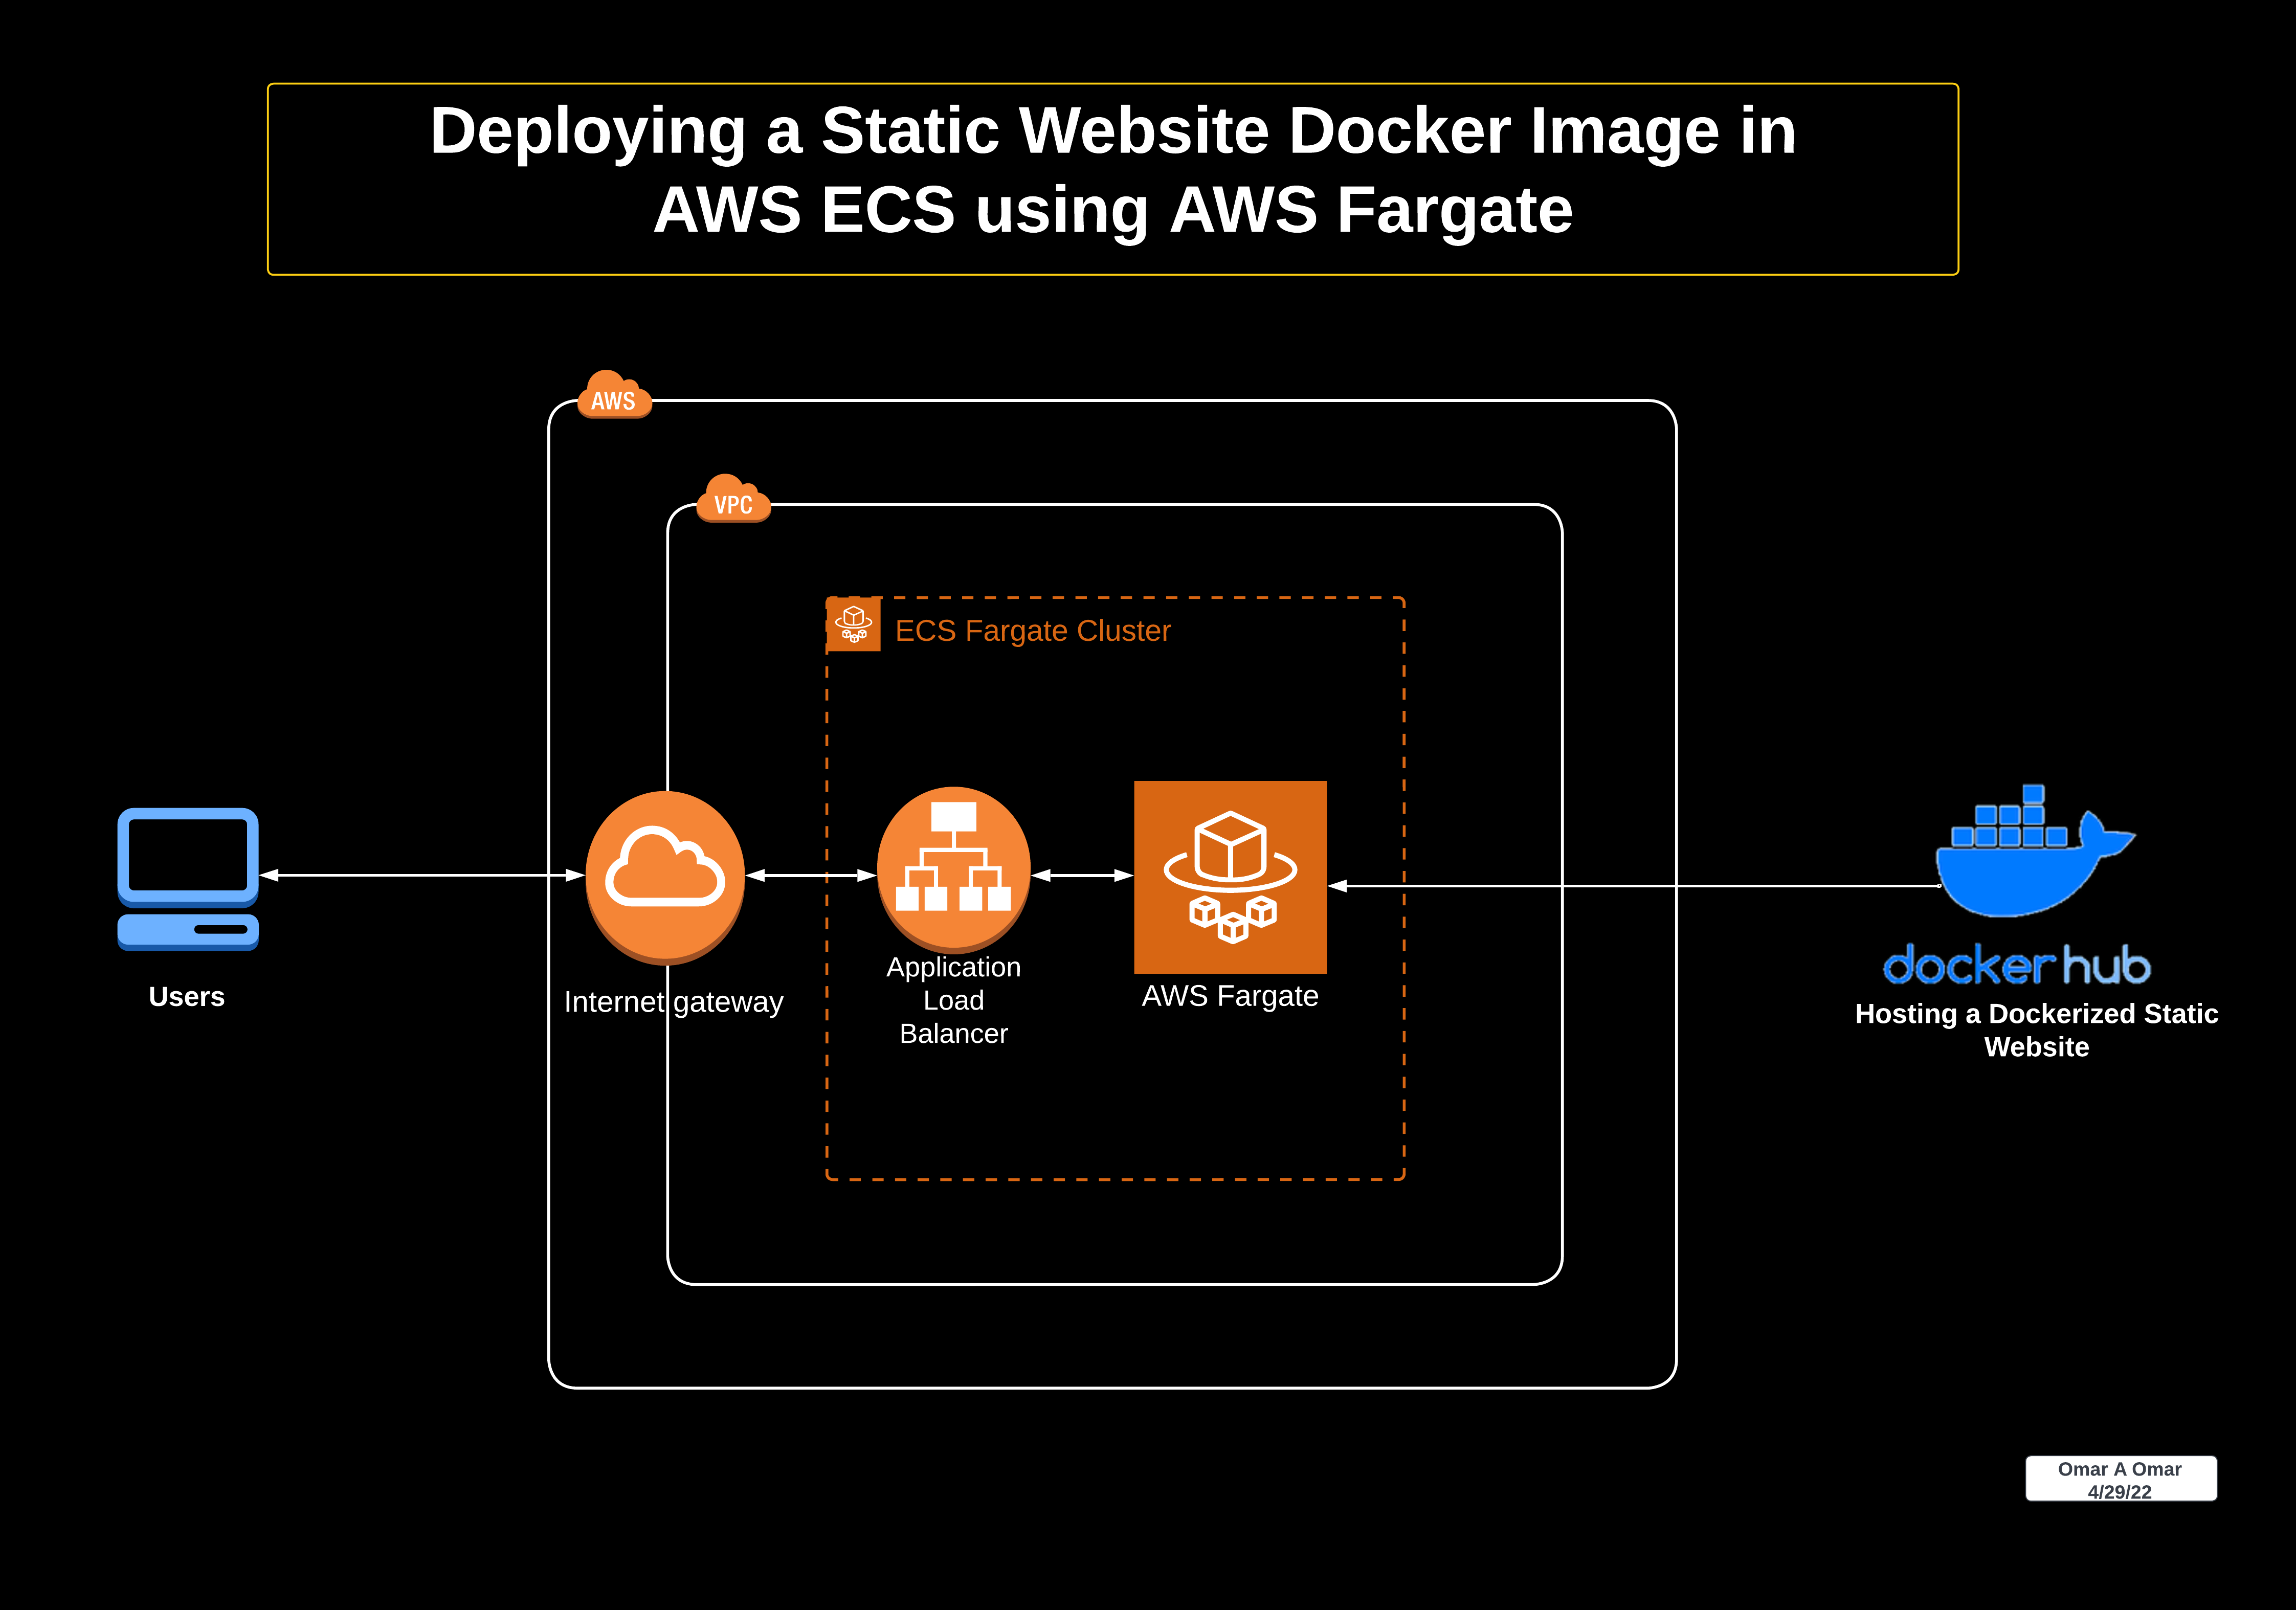 Deploying a Static Website Docker Image in
AWS ECS using AWS Fargate
AWS
VPC
ECS Fargate Cluster
Users
Internet gateway
Application
Load
Balancer
AWS Fargate
docker hub
Hosting a Dockerized Static
Website
Omar A Omar
4/29/22